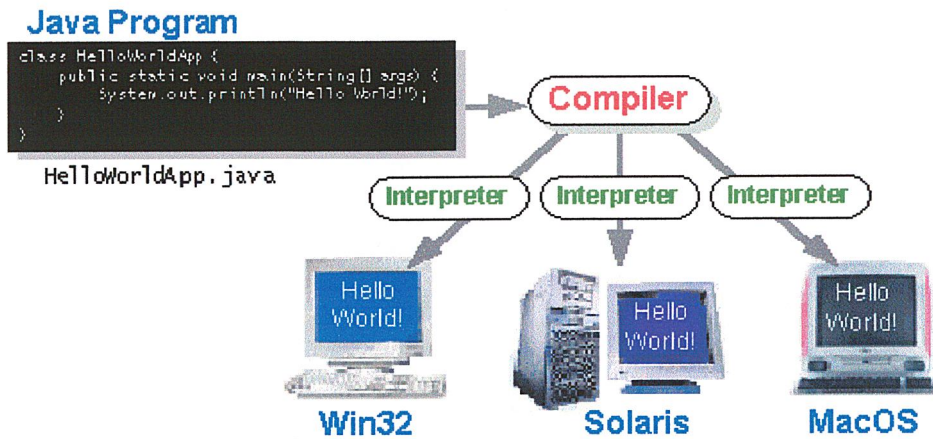 Java Program
class HelloWorldApp {
public static void main(String[] args) {
System.out.println("Hello World!");
}
}
HelloWorldApp.java
Compiler
Interpreter
Interpreter
Interpreter
Hello
World!
Hello
World!
Hello
World!
Win32
Solaris
MacOS